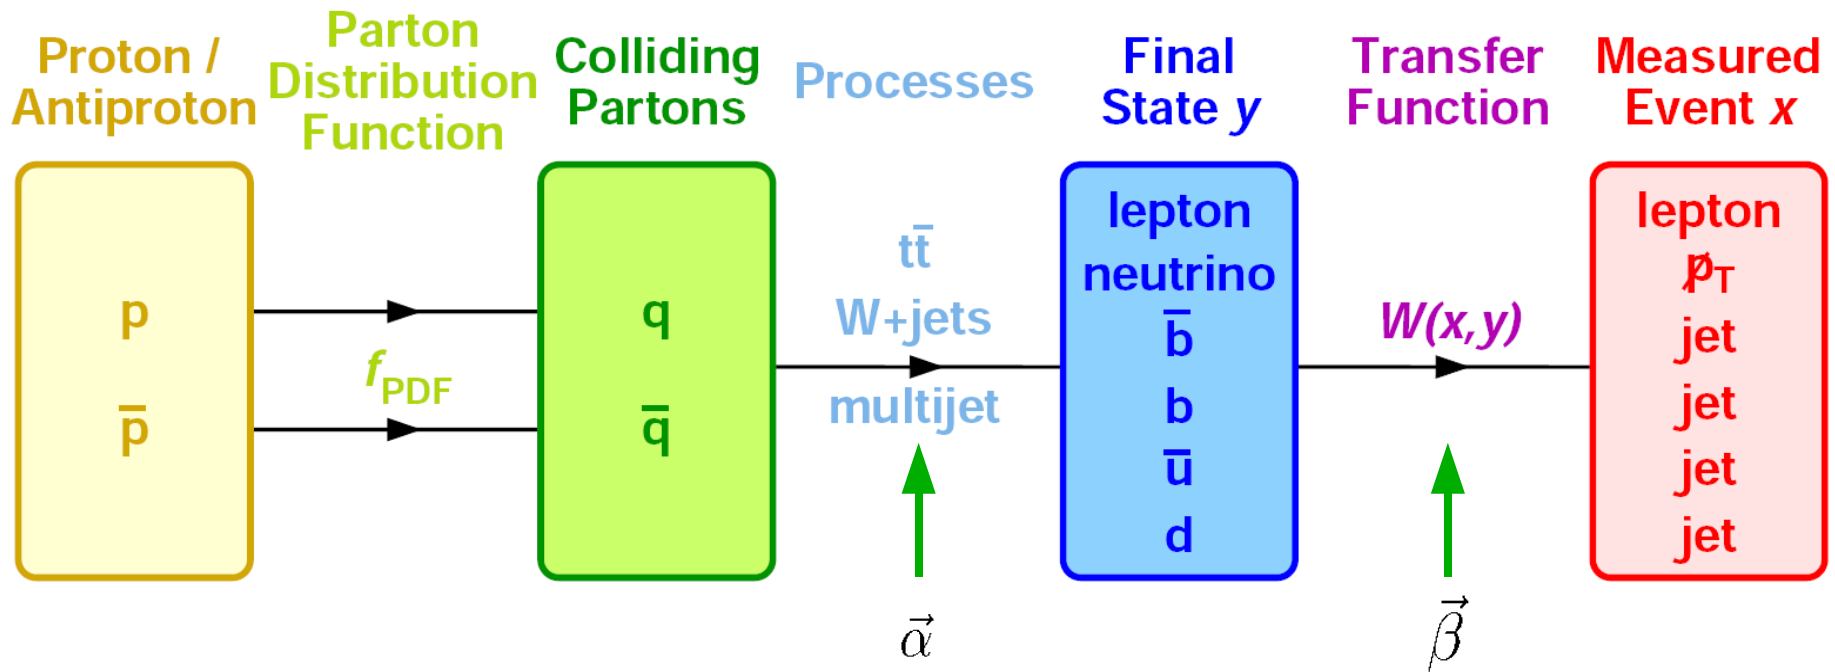 Proton /
Antiproton
Parton
Distribution
Function
Colliding
Partons
Processes
Final
State y
Transfer
Function
Measured
Event x
p
p̄
f_PDF
q
q̄
tt̄
W+jets
multijet
α⃗
lepton
neutrino
b̄
b
ū
d
W(x,y)
β⃗
lepton
p̸_T
jet
jet
jet
jet